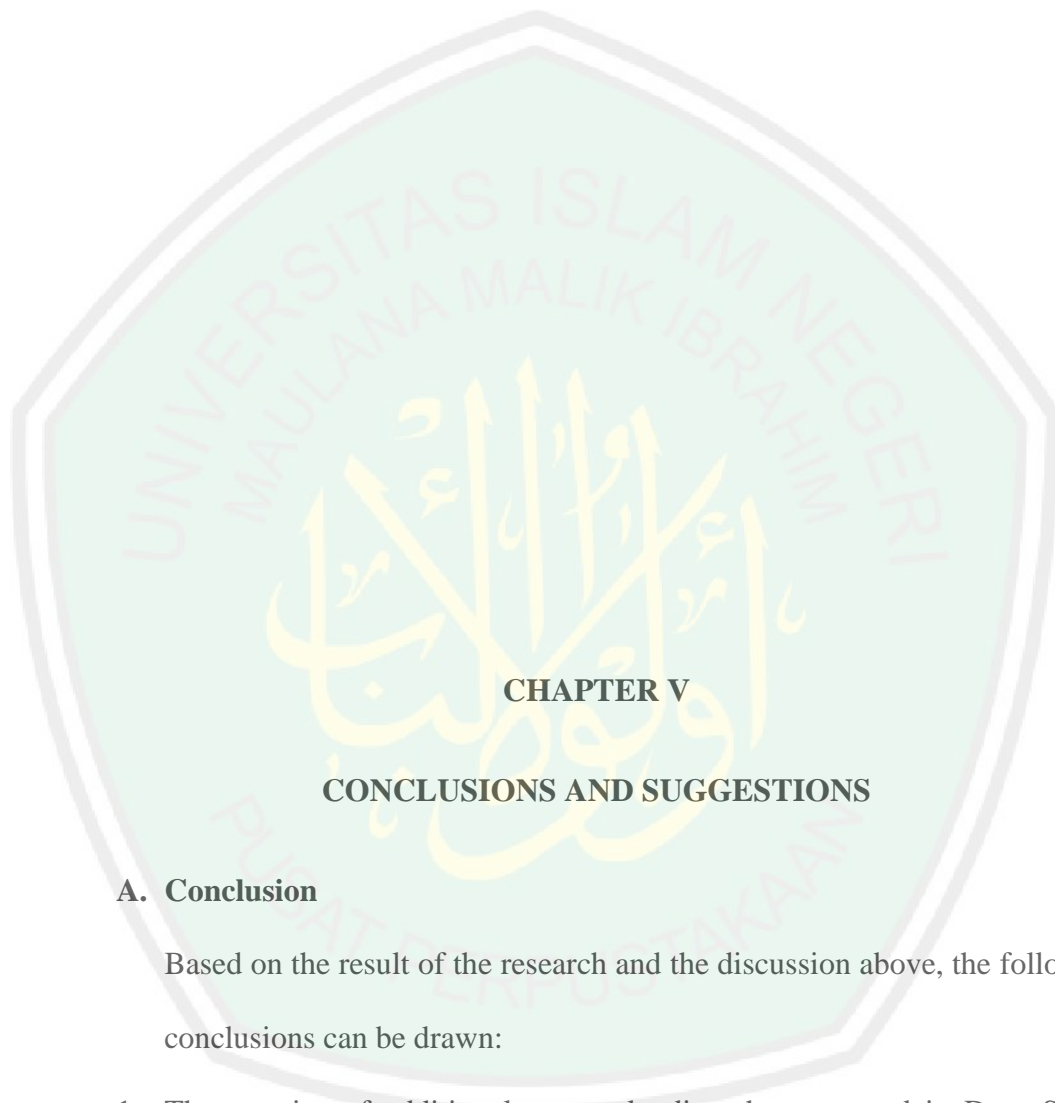 UNIVERSITAS ISLAM NEGERI
MAULANA MALIK IBRAHIM
CHAPTER V
CONCLUSIONS AND SUGGESTIONS
A. Conclusion
Based on the result of the research and the discussion above, the
conclusions can be drawn:
PUSAT PERPUSTAKAAN